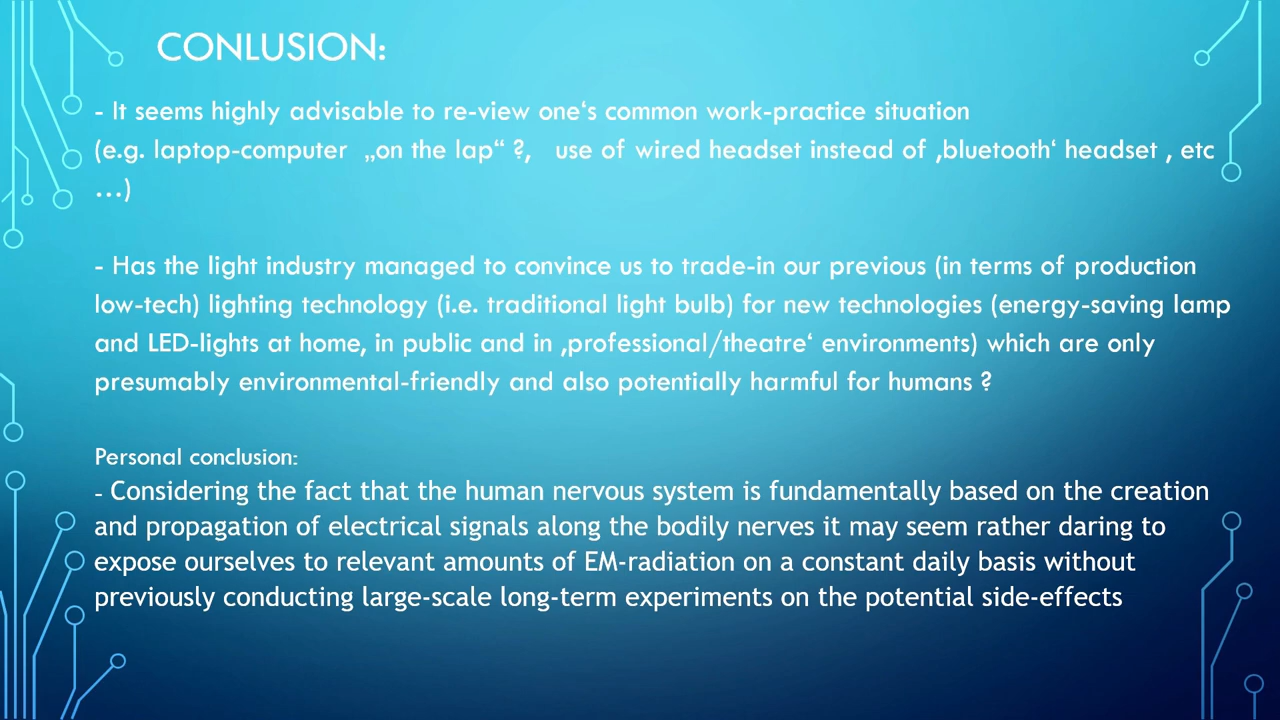 CONLUSION:
- It seems highly advisable to re-view one‘s common work-practice situation
(e.g. laptop-computer „on the lap“ ?, use of wired headset instead of ‚bluetooth‘ headset , etc
…)
- Has the light industry managed to convince us to trade-in our previous (in terms of production
low-tech) lighting technology (i.e. traditional light bulb) for new technologies (energy-saving lamp
and LED-lights at home, in public and in ‚professional/theatre‘ environments) which are only
presumably environmental-friendly and also potentially harmful for humans ?
Personal conclusion:
- Considering the fact that the human nervous system is fundamentally based on the creation
and propagation of electrical signals along the bodily nerves it may seem rather daring to
expose ourselves to relevant amounts of EM-radiation on a constant daily basis without
previously conducting large-scale long-term experiments on the potential side-effects